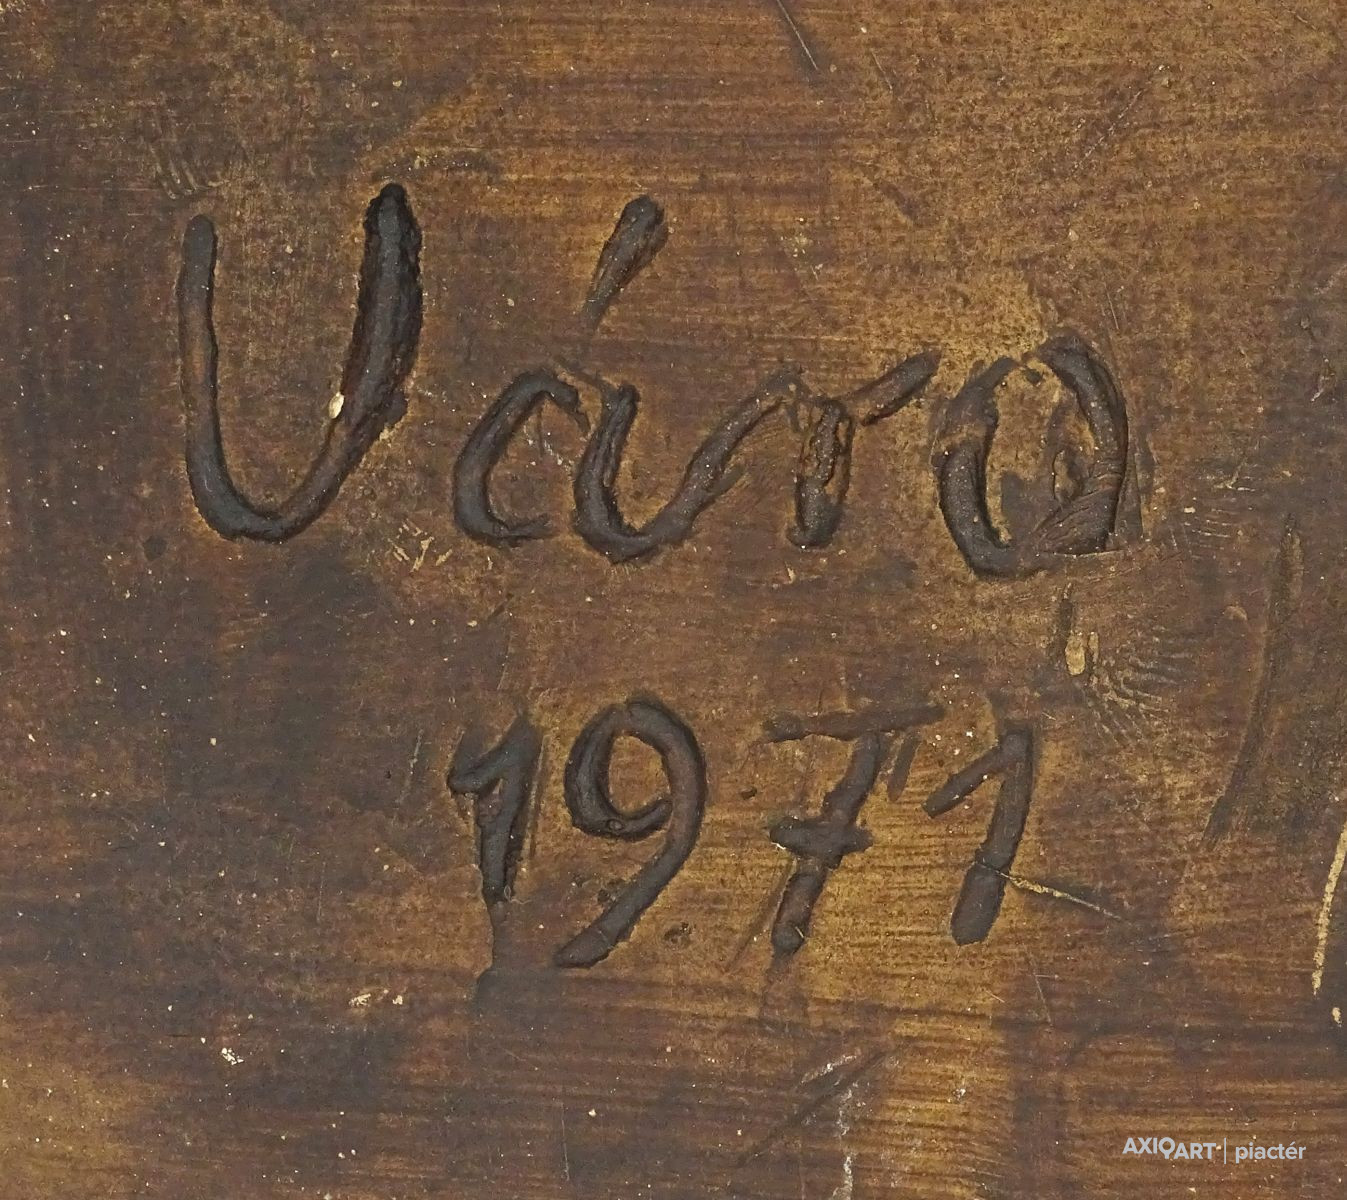 Váró
1971
AXIOART | piactér